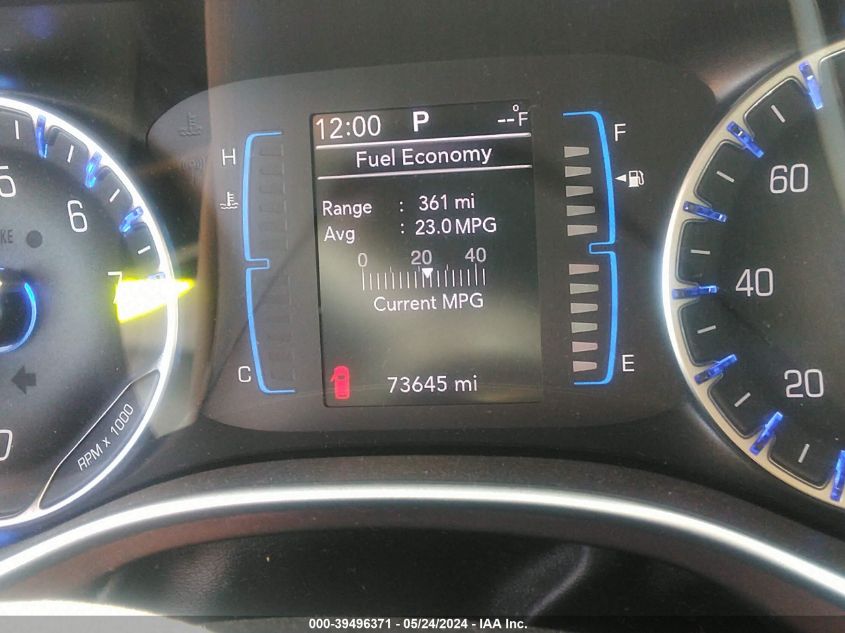 12:00 P --°F
Fuel Economy
Range : 361 mi
Avg : 23.0 MPG
0 20 40
Current MPG
73645 mi
H
C
F
E
5
6
7
RPM x 1000
60
40
20
000-39496371 - 05/24/2024 - IAA Inc.